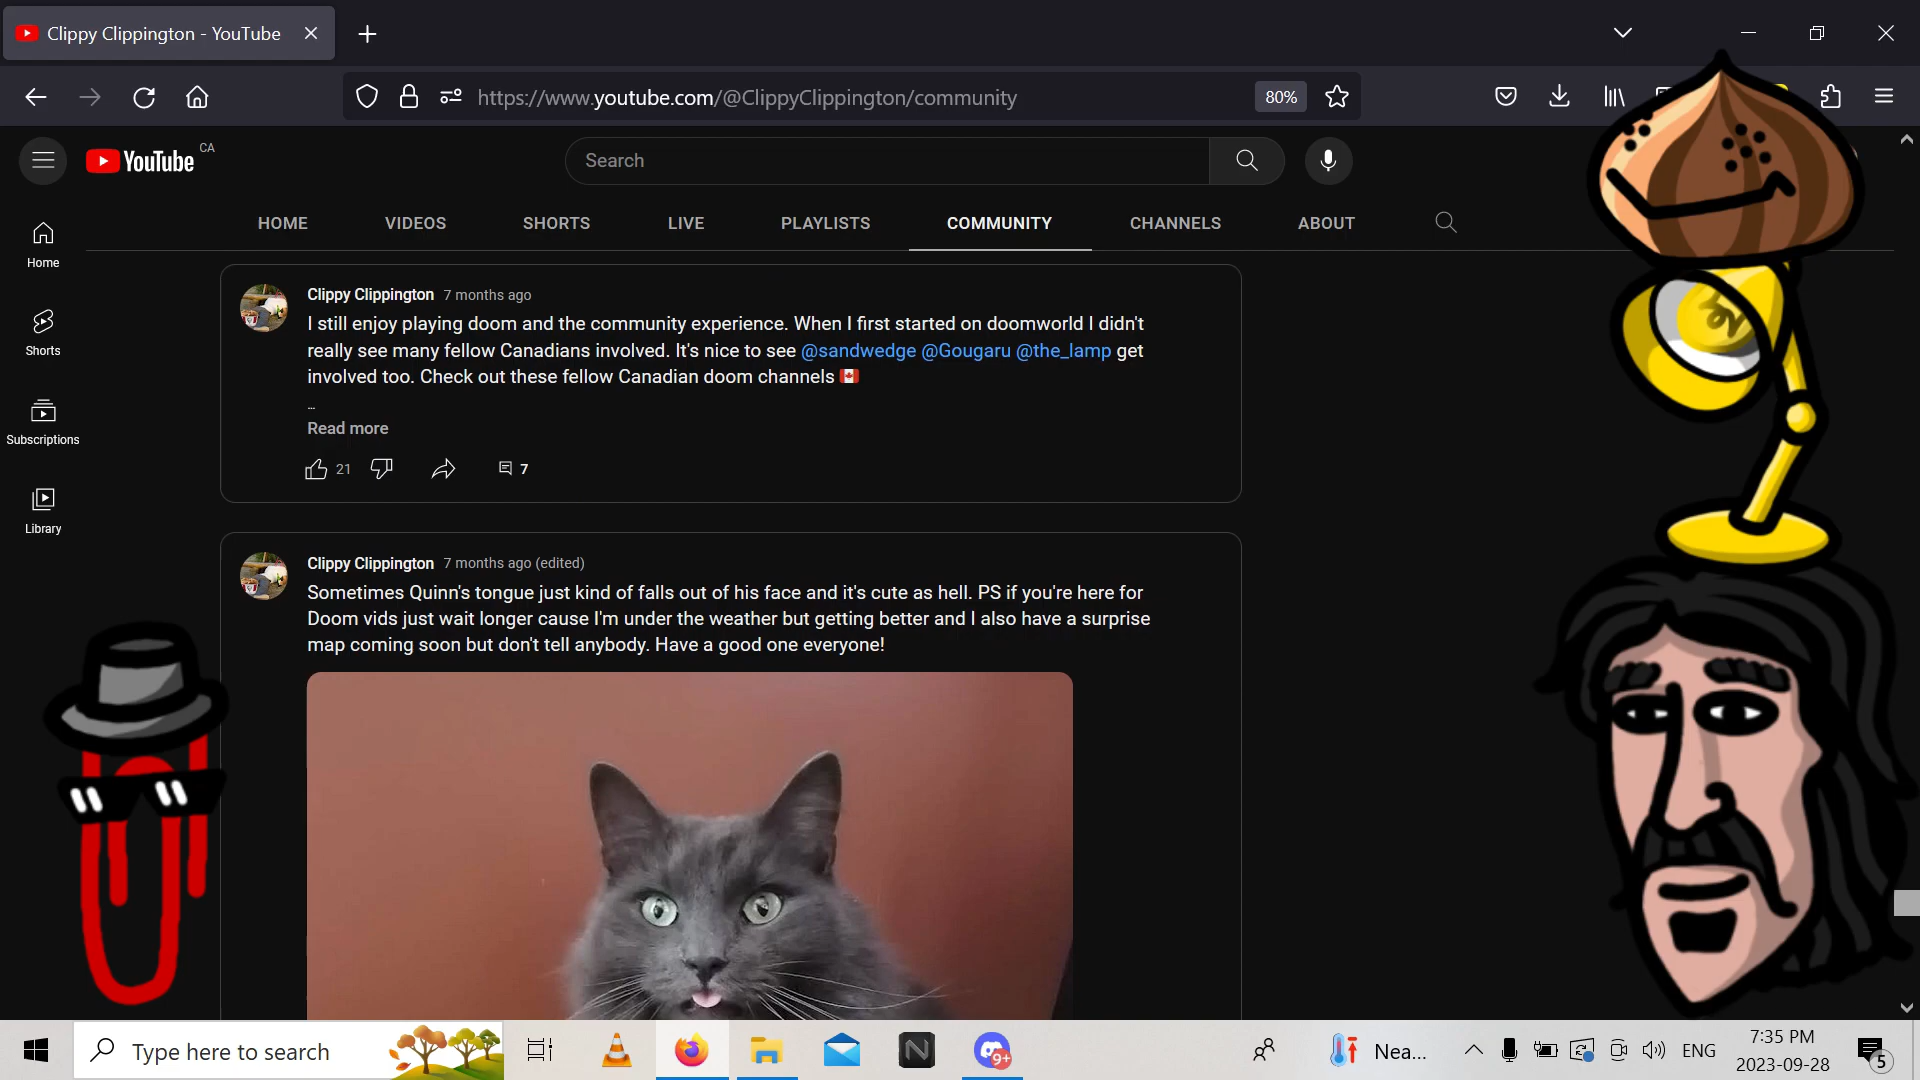 Clippy Clippington - YouTube
https://www.youtube.com/@ClippyClippington/community
80%
YouTube CA
Search
HOME
VIDEOS
SHORTS
LIVE
PLAYLISTS
COMMUNITY
CHANNELS
ABOUT
Home
Shorts
Subscriptions
Library
Clippy Clippington 7 months ago
I still enjoy playing doom and the community experience. When I first started on doomworld I didn't
really see many fellow Canadians involved. It's nice to see @sandwedge @Gougaru @the_lamp get
involved too. Check out these fellow Canadian doom channels 🇨🇦
...
Read more
21
7
Clippy Clippington 7 months ago (edited)
Sometimes Quinn's tongue just kind of falls out of his face and it's cute as hell. PS if you're here for
Doom vids just wait longer cause I'm under the weather but getting better and I also have a surprise
map coming soon but don't tell anybody. Have a good one everyone!
Type here to search
N
9+
Nea...
ENG
7:35 PM
2023-09-28
5